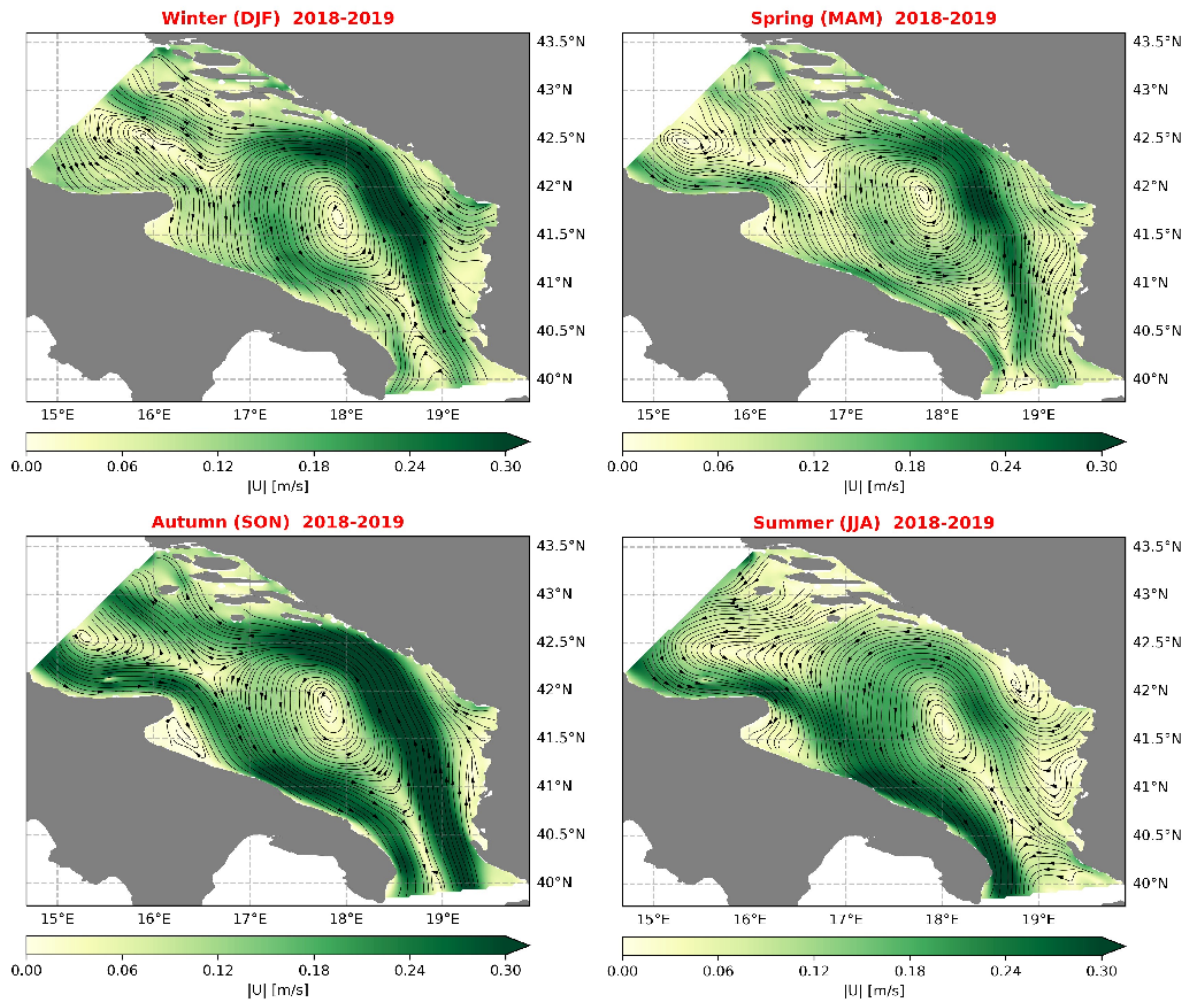 Winter (DJF) 2018-2019
43.5°N
43°N
42.5°N
42°N
41.5°N
41°N
40.5°N
40°N
15°E 16°E 17°E 18°E 19°E
0.00 0.06 0.12 0.18 0.24 0.30
|U| [m/s]
Spring (MAM) 2018-2019
43.5°N
43°N
42.5°N
42°N
41.5°N
41°N
40.5°N
40°N
15°E 16°E 17°E 18°E 19°E
0.00 0.06 0.12 0.18 0.24 0.30
|U| [m/s]
Autumn (SON) 2018-2019
43.5°N
43°N
42.5°N
42°N
41.5°N
41°N
40.5°N
40°N
15°E 16°E 17°E 18°E 19°E
0.00 0.06 0.12 0.18 0.24 0.30
|U| [m/s]
Summer (JJA) 2018-2019
43.5°N
43°N
42.5°N
42°N
41.5°N
41°N
40.5°N
40°N
15°E 16°E 17°E 18°E 19°E
0.00 0.06 0.12 0.18 0.24 0.30
|U| [m/s]